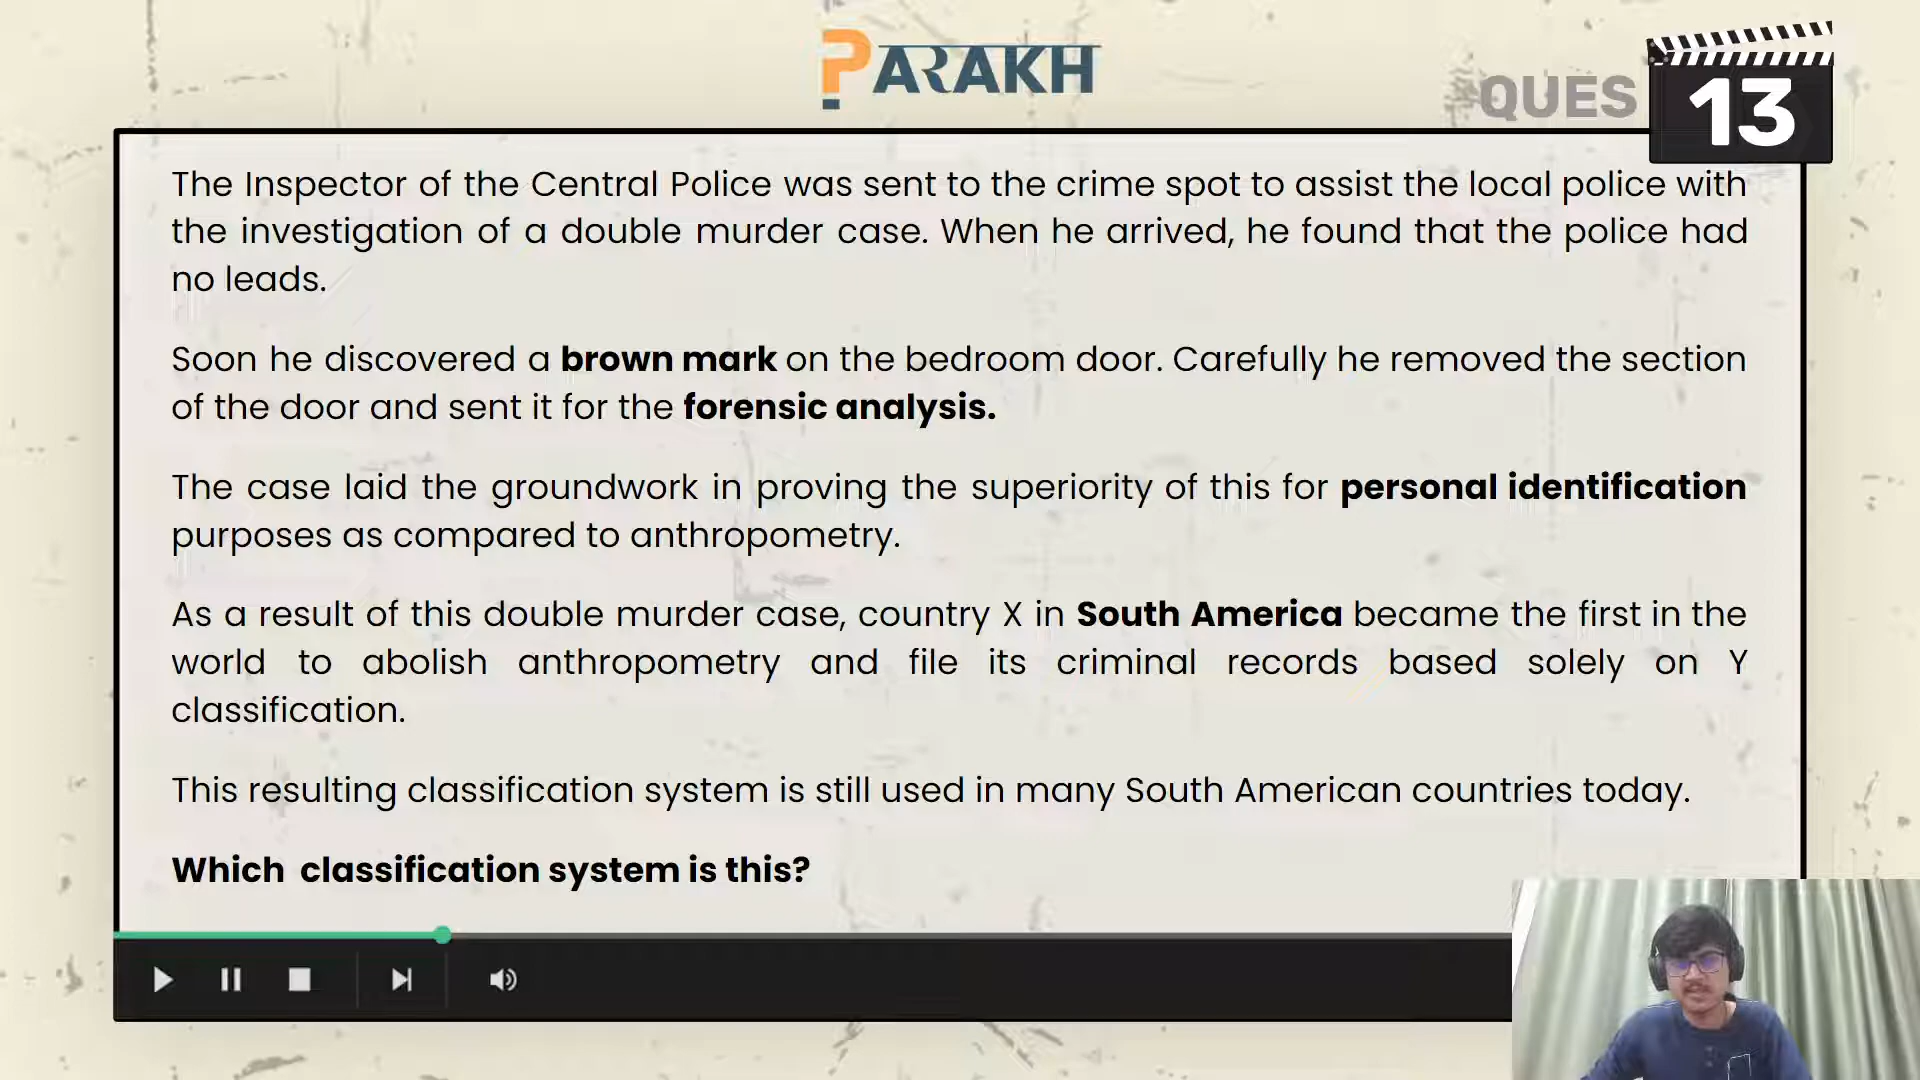 PARAKH
QUES 13
The Inspector of the Central Police was sent to the crime spot to assist the local police with
the investigation of a double murder case. When he arrived, he found that the police had
no leads.
Soon he discovered a brown mark on the bedroom door. Carefully he removed the section
of the door and sent it for the forensic analysis.
The case laid the groundwork in proving the superiority of this for personal identification
purposes as compared to anthropometry.
As a result of this double murder case, country X in South America became the first in the
world to abolish anthropometry and file its criminal records based solely on Y
classification.
This resulting classification system is still used in many South American countries today.
Which classification system is this?